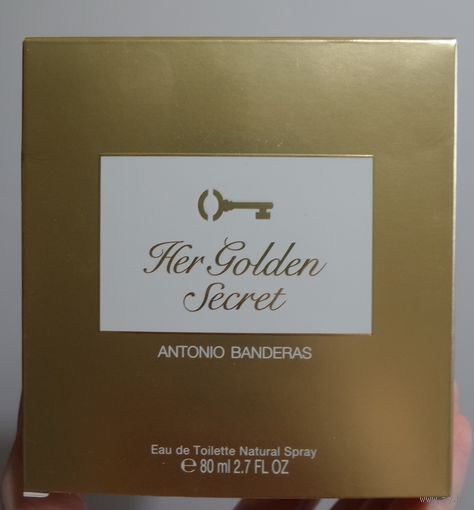 Her Golden
Secret
ANTONIO BANDERAS
Eau de Toilette Natural Spray
℮ 80 ml 2.7 FL OZ